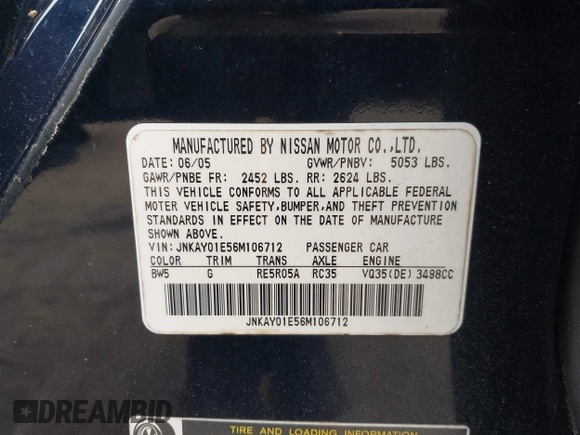 MANUFACTURED BY NISSAN MOTOR CO.,LTD.
DATE: 06/05 GVWR/PNBV: 5053 LBS.
GAWR/PNBE FR: 2452 LBS. RR: 2624 LBS.
THIS VEHICLE CONFORMS TO ALL APPLICABLE FEDERAL
MOTOR VEHICLE SAFETY,BUMPER,AND THEFT PREVENTION
STANDARDS IN EFFECT ON THE DATE OF MANUFACTURE
SHOWN ABOVE.
VIN:JNKAY01E56M106712 PASSENGER CAR
COLOR TRIM TRANS AXLE ENGINE
BW5 G RE5R05A RC35 VQ35(DE) 3498CC
JNKAY01E56M106712
DREAMBID
TIRE AND LOADING INFORMATION